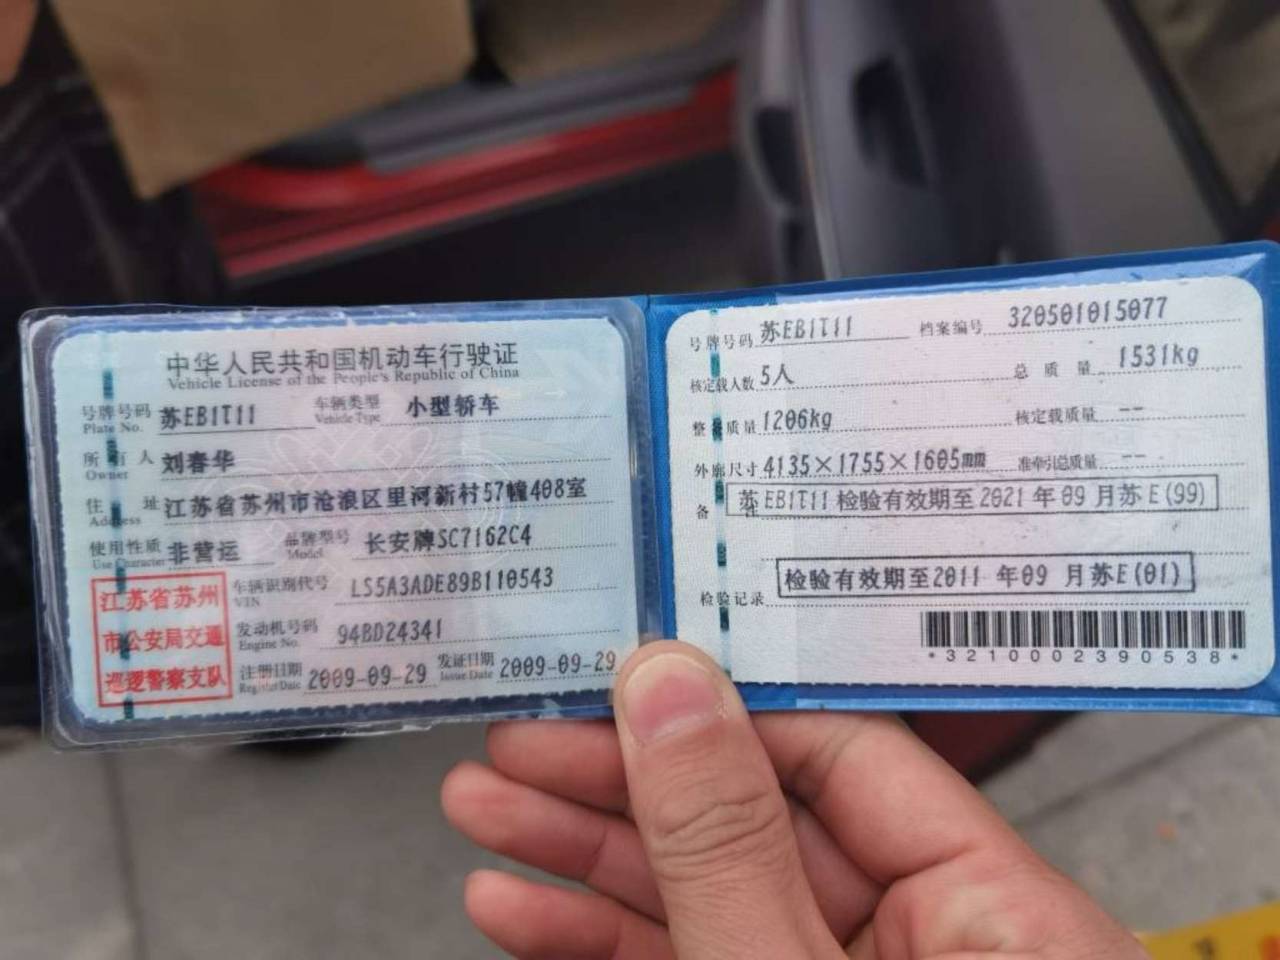 中华人民共和国机动车行驶证
Vehicle License of the People's Republic of China
号牌号码 苏EB1T11 车辆类型 小型轿车
Plate No. Vehicle Type
所有人 刘春华
Owner
住址 江苏省苏州市沧浪区里河新村57幢408室
Address
使用性质 非营运 品牌型号 长安牌SC7162C4
Use Character Model
江苏省苏州
市公安局交通
巡逻警察支队
车辆识别代号 LS5A3ADE89B110543
VIN
发动机号码 94BD24341
Engine No.
注册日期 2009-09-29 发证日期 2009-09-29
Register Date Issue Date
号牌号码 苏EB1T11 档案编号 320501015077
核定载人数 5人 总质量 1531kg
整备质量 1206kg 核定载质量 --
外廓尺寸 4135×1755×1605mm 准牵引总质量 --
备注 苏EB1T11 检验有效期至2021年09月苏E(99)
检验有效期至2011年09月苏E(01)
检验记录
*3210002390538*